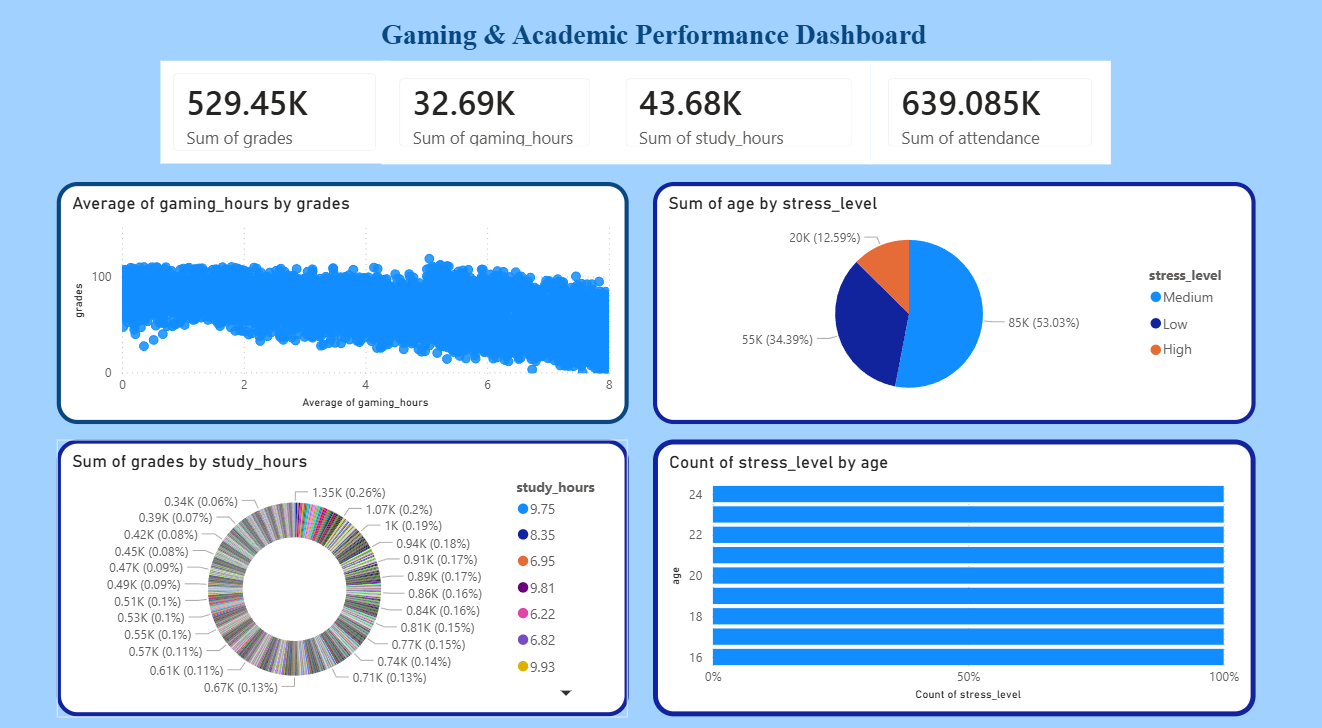 Gaming & Academic Performance Dashboard
529.45K
Sum of grades
32.69K
Sum of gaming_hours
43.68K
Sum of study_hours
639.085K
Sum of attendance
Average of gaming_hours by grades
grades
100
0
0 2 4 6 8
Average of gaming_hours
Sum of age by stress_level
20K (12.59%)
55K (34.39%)
85K (53.03%)
stress_level
Medium
Low
High
Sum of grades by study_hours
1.35K (0.26%)
1.07K (0.2%)
1K (0.19%)
0.94K (0.18%)
0.91K (0.17%)
0.89K (0.17%)
0.86K (0.16%)
0.84K (0.16%)
0.81K (0.15%)
0.77K (0.15%)
0.74K (0.14%)
0.71K (0.13%)
0.67K (0.13%)
0.61K (0.11%)
0.57K (0.11%)
0.55K (0.1%)
0.53K (0.1%)
0.51K (0.1%)
0.49K (0.09%)
0.47K (0.09%)
0.45K (0.08%)
0.42K (0.08%)
0.39K (0.07%)
0.34K (0.06%)
study_hours
9.75
8.35
6.95
9.81
6.22
6.82
9.93
Count of stress_level by age
age
24
22
20
18
16
0% 50% 100%
Count of stress_level